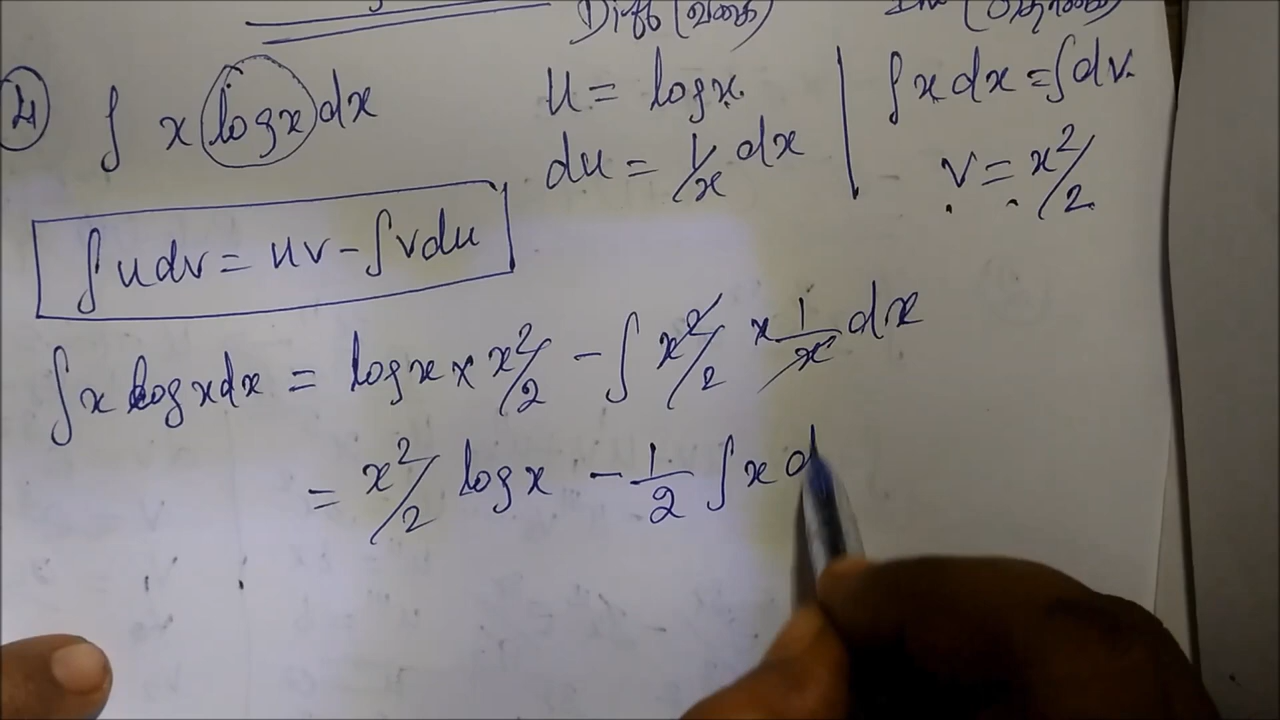 Diff (வகை)
4) ∫ x log x dx
u = log x
du = 1/x dx
∫x dx = ∫dv
v = x²/2
∫u dv = uv - ∫v du
∫x log x dx = log x × x²/2 - ∫ x²/2 × 1/x dx
= x²/2 log x - 1/2 ∫ x d